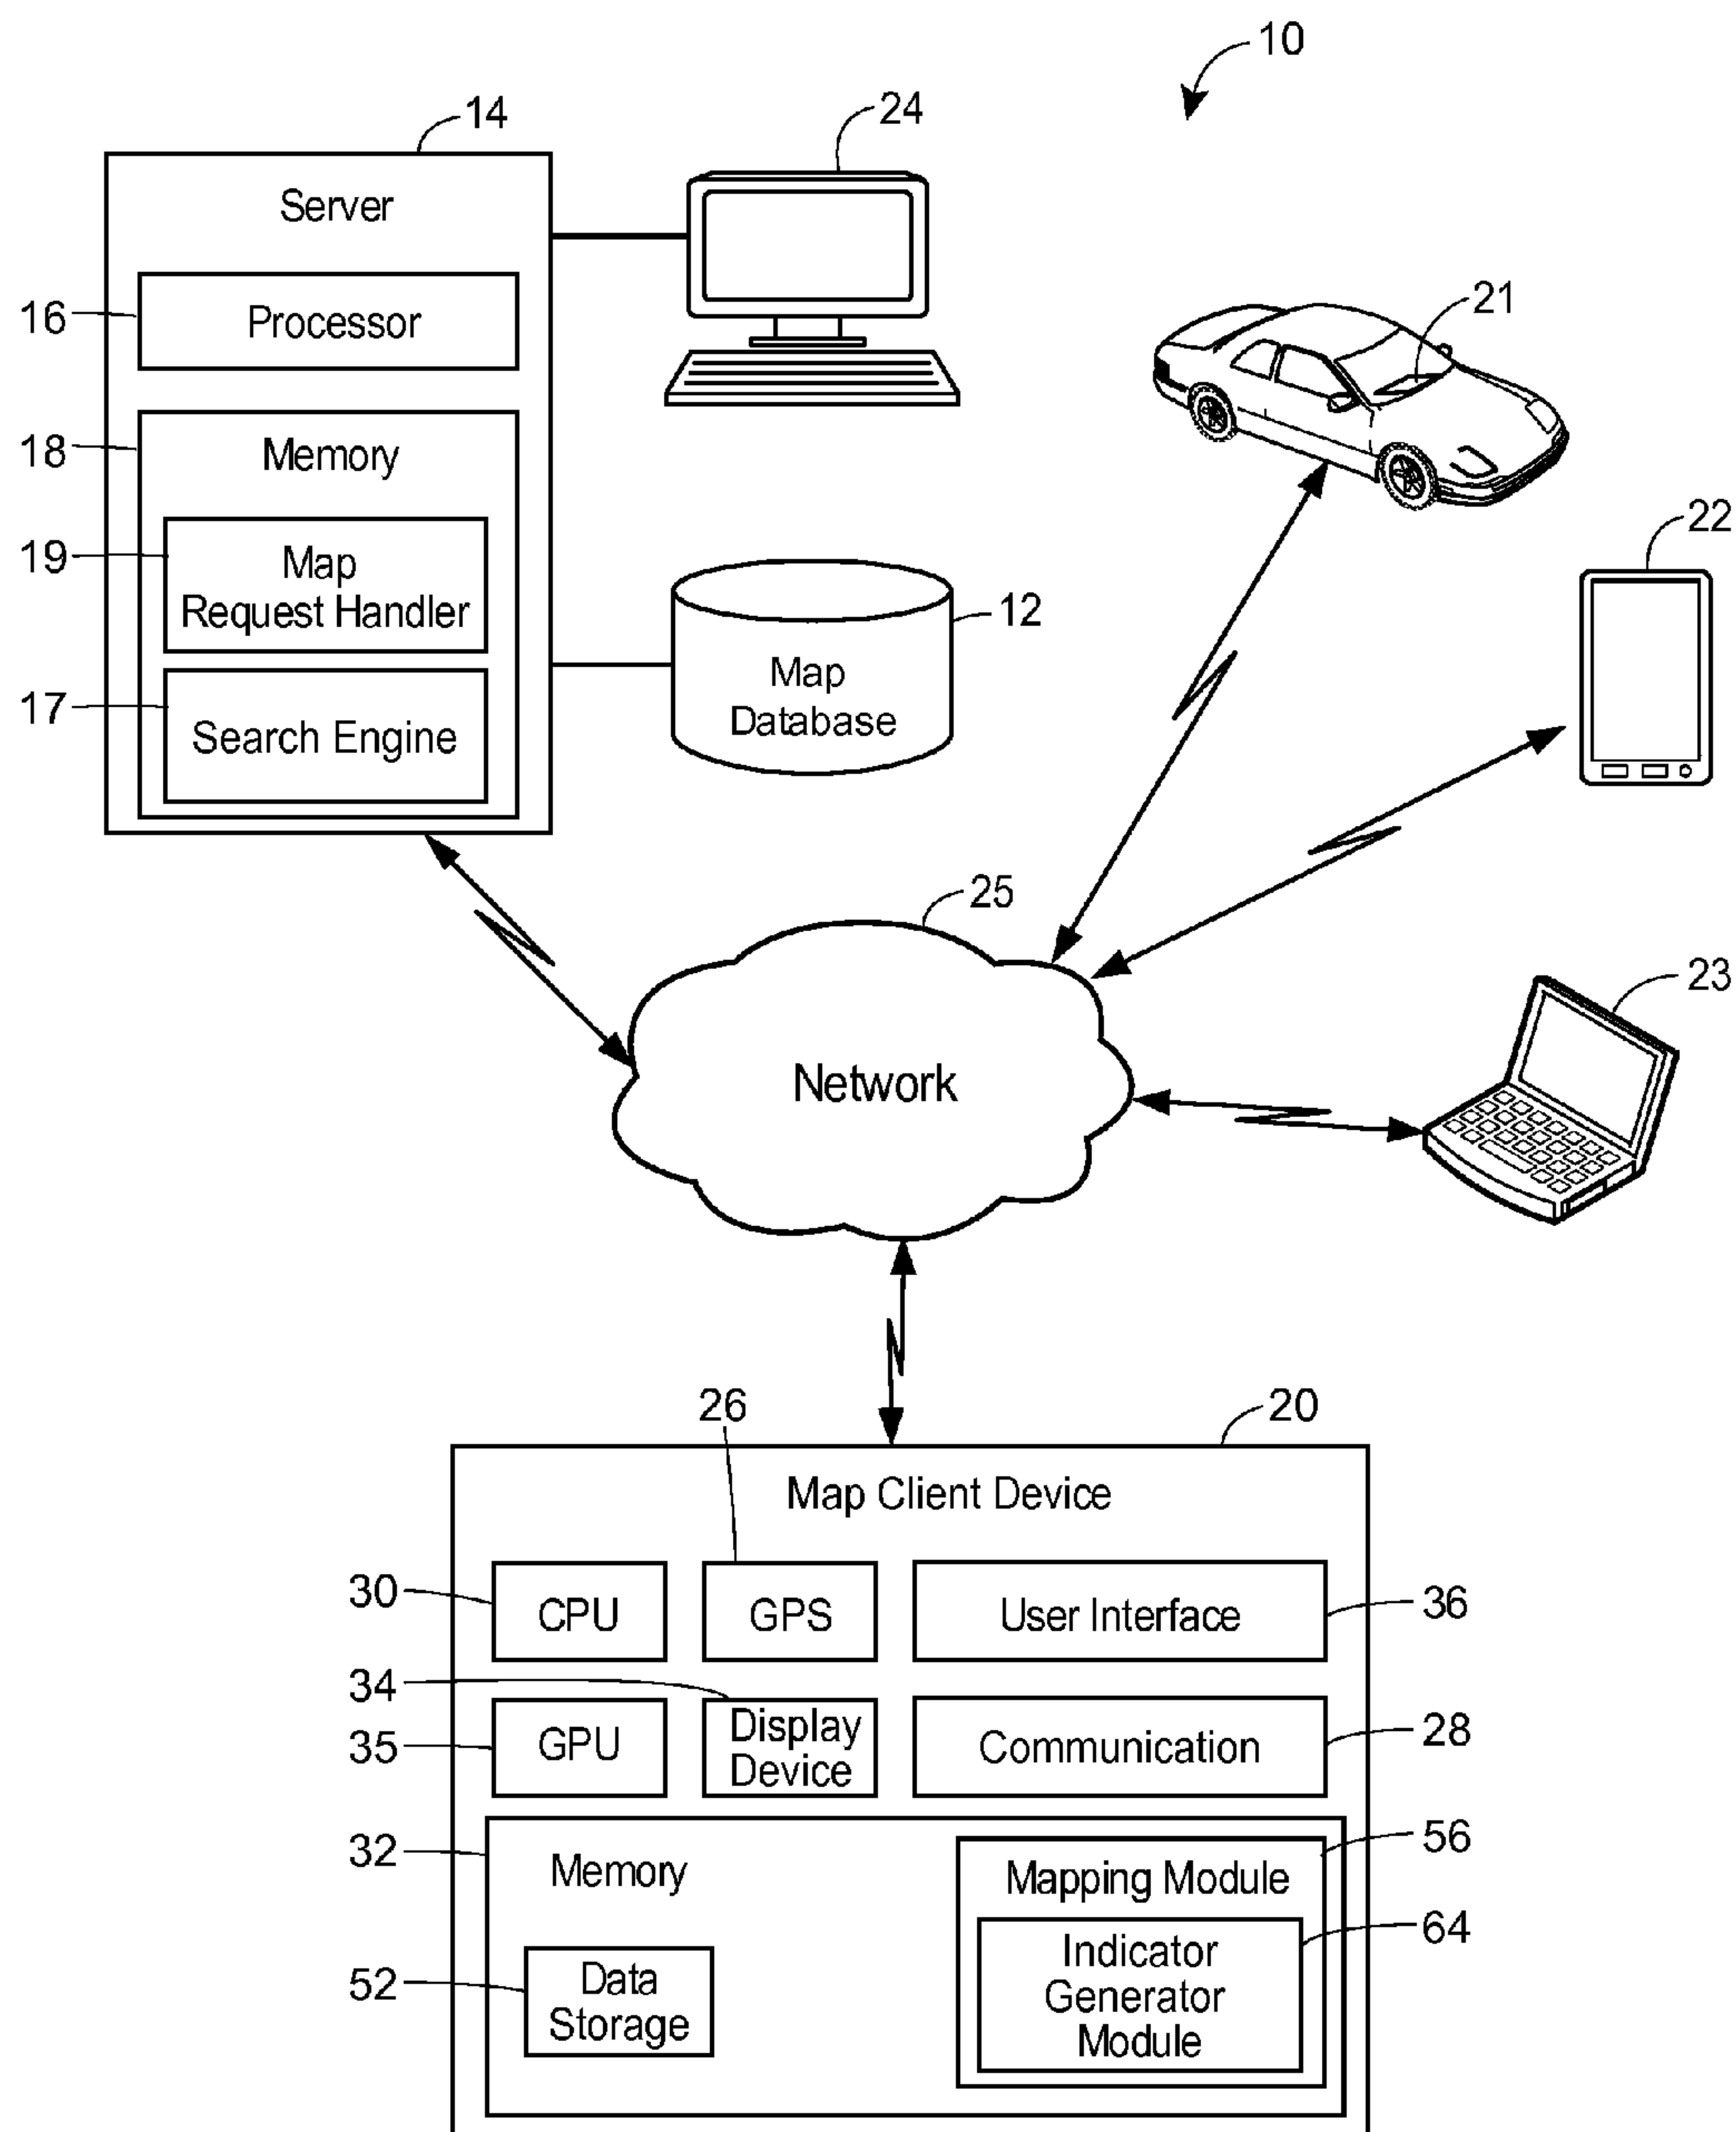 10
14
24
Server
16
Processor
21
18
Memory
22
19
Map
Request Handler
12
Map
Database
17
Search Engine
25
23
Network
26
20
Map Client Device
30
CPU
GPS
User Interface
36
34
35
GPU
Display
Device
Communication
28
32
Memory
56
Mapping Module
64
Indicator
Generator
Module
52
Data
Storage